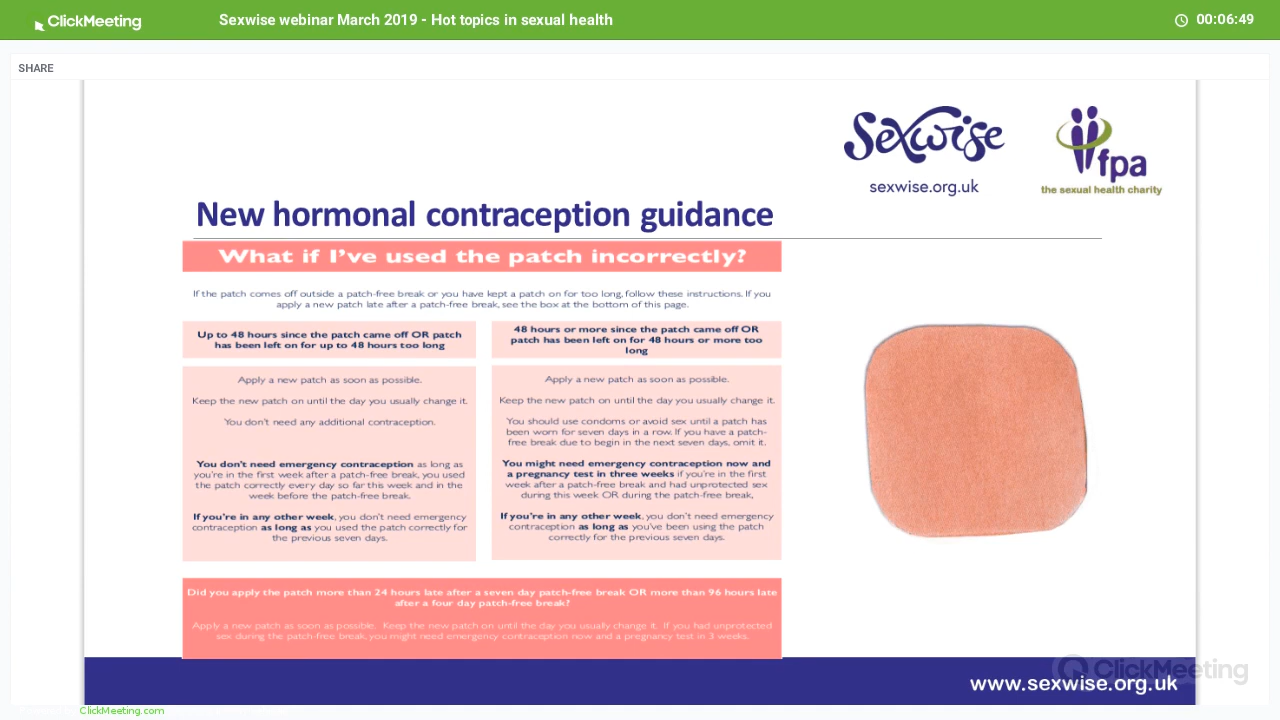 ClickMeeting
Sexwise webinar March 2019 - Hot topics in sexual health
00:06:49
SHARE
Sexwise
sexwise.org.uk
fpa
the sexual health charity
New hormonal contraception guidance
What if I've used the patch incorrectly?
If the patch comes off outside a patch-free break or you have kept a patch on for too long, follow these instructions. If you
apply a new patch late after a patch-free break, see the box at the bottom of this page.
Up to 48 hours since the patch came off OR patch
has been left on for up to 48 hours too long
Apply a new patch as soon as possible.
Keep the new patch on until the day you usually change it.
You don't need any additional contraception.
You don't need emergency contraception as long as
you're in the first week after a patch-free break, you used
the patch correctly every day so far this week and in the
week before the patch-free break.
If you're in any other week, you don't need emergency
contraception as long as you used the patch correctly for
the previous seven days.
48 hours or more since the patch came off OR
patch has been left on for 48 hours or more too
long
Apply a new patch as soon as possible.
Keep the new patch on until the day you usually change it.
You should use condoms or avoid sex until a patch has
been worn for seven days in a row. If you have a patch-
free break due to begin in the next seven days, omit it.
You might need emergency contraception now and
a pregnancy test in three weeks if you're in the first
week after a patch-free break and had unprotected sex
during this week OR during the patch-free break,
If you're in any other week, you don't need emergency
contraception as long as you've been using the patch
correctly for the previous seven days.
Did you apply the patch more than 24 hours late after a seven day patch-free break OR more than 96 hours late
after a four day patch-free break?
Apply a new patch as soon as possible. Keep the new patch on until the day you usually change it. If you had unprotected
sex during the patch-free break, you might need emergency contraception now and a pregnancy test in 3 weeks.
www.sexwise.org.uk
ClickMeeting
ClickMeeting.com